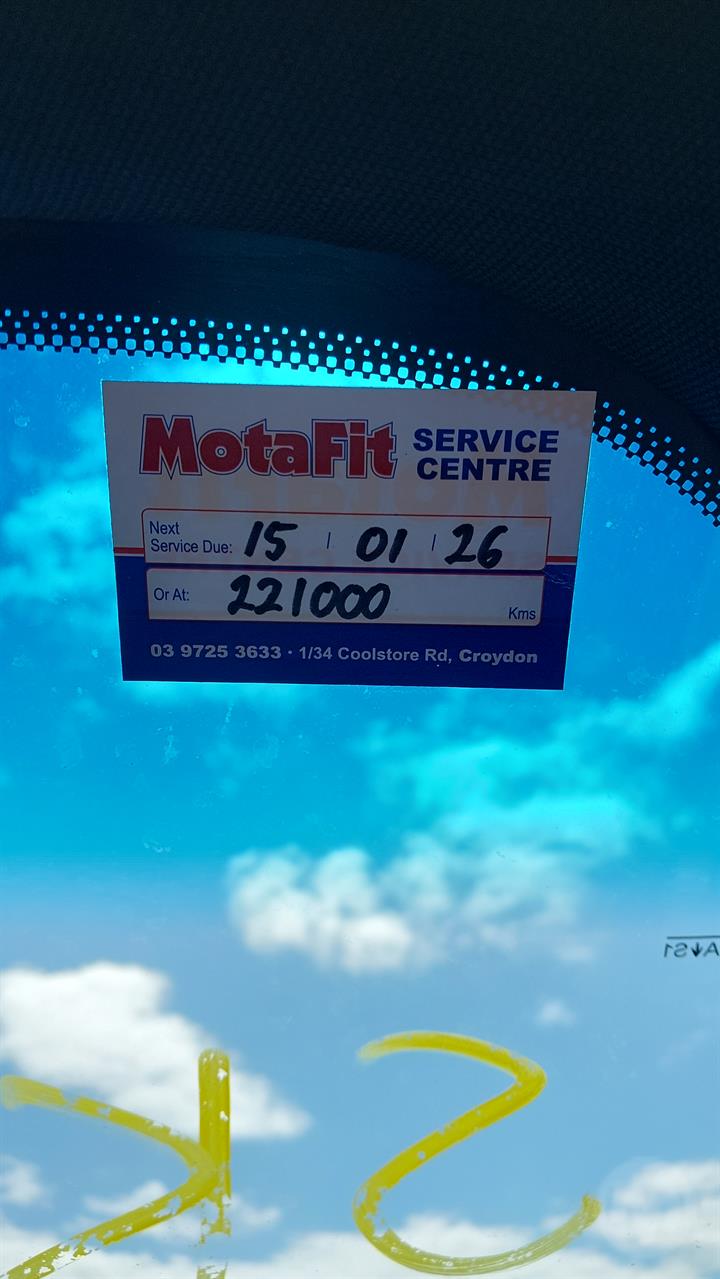 MotaFit SERVICE CENTRE
Next Service Due: 15 / 01 / 26
Or At: 221000 Kms
03 9725 3633 · 1/34 Coolstore Rd, Croydon